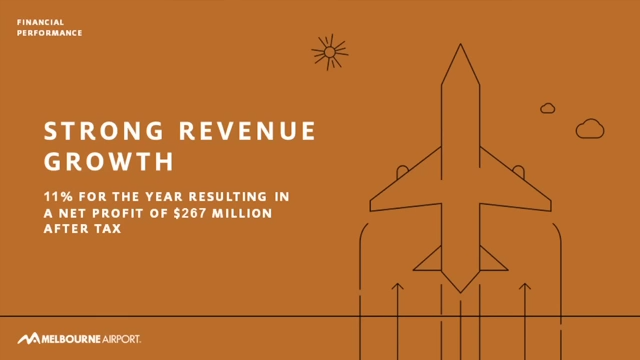 FINANCIAL
PERFORMANCE
STRONG REVENUE
GROWTH
11% FOR THE YEAR RESULTING IN
A NET PROFIT OF $267 MILLION
AFTER TAX
MELBOURNE AIRPORT.